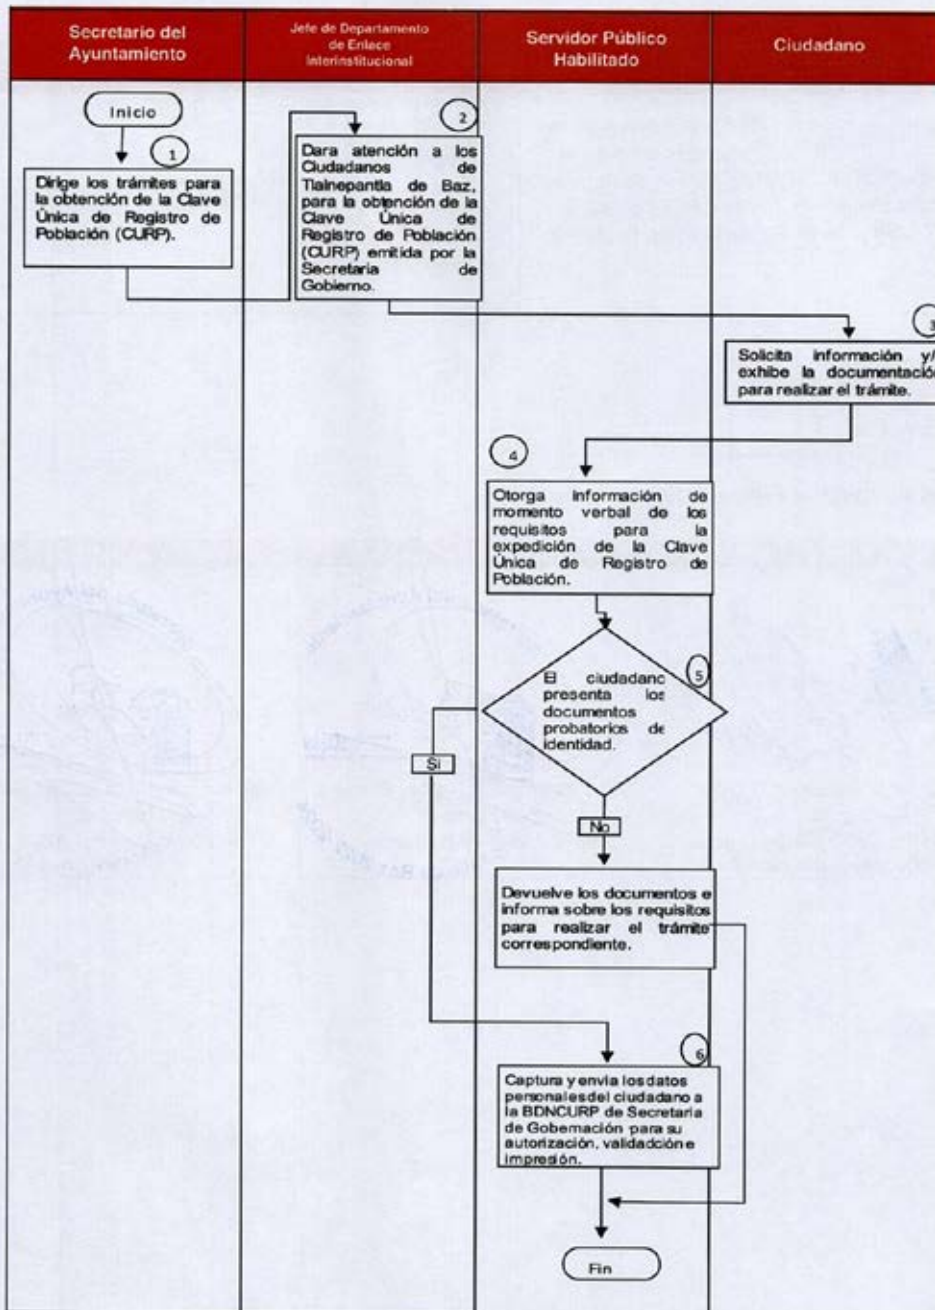 Secretario del
Ayuntamiento
Jefe de Departamento
de Enlace
Interinstitucional
Servidor Público
Habilitado
Ciudadano
Inicio
1
Dirige los trámites para
la obtención de la Clave
Única de Registro de
Población (CURP).
2
Dara atención a los
Ciudadanos de
Tlalnepantla de Baz,
para la obtención de la
Clave Única de
Registro de Población
(CURP) emitida por la
Secretaria de
Gobierno.
3
Solicita información y/
exhibe la documentació
para realizar el trámite.
4
Otorga información de
momento verbal de los
requisitos para la
expedición de la Clave
Única de Registro de
Población.
5
El ciudadano
presenta los
documentos
probatorios de
identidad.
Si
No
Devuelve los documentos e
informa sobre los requisitos
para realizar el trámite
correspondiente.
6
Captura y envia los datos
personales del ciudadano a
la BDNCURP de Secretaria
de Gobernación para su
autorización, validadción e
impresión.
Fin